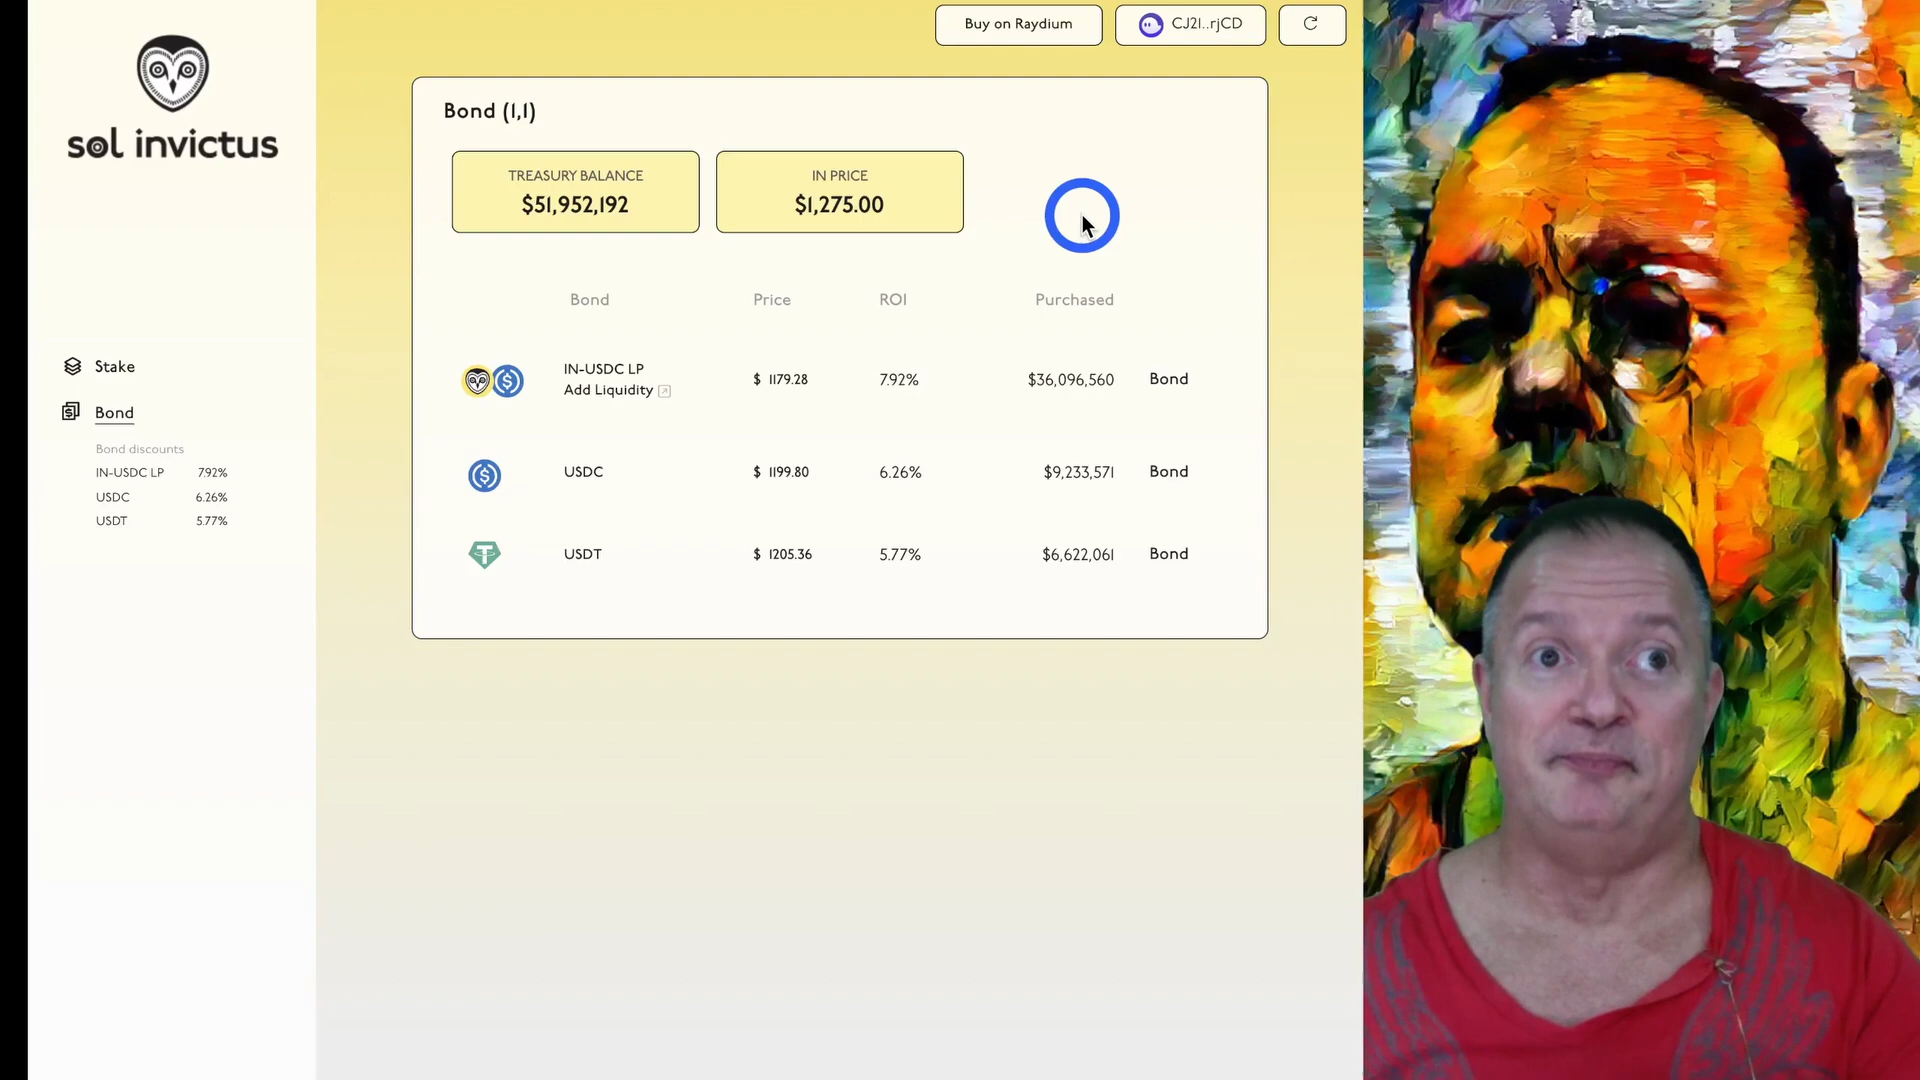 sol invictus
Buy on Raydium
CJ2l..rjCD
Bond (1,1)
TREASURY BALANCE
$51,952,192
IN PRICE
$1,275.00
Bond Price ROI Purchased
IN-USDC LP
Add Liquidity
$ 1179.28 7.92% $36,096,560 Bond
USDC $ 1199.80 6.26% $9,233,571 Bond
USDT $ 1205.36 5.77% $6,622,061 Bond
Stake
Bond
Bond discounts
IN-USDC LP 7.92%
USDC 6.26%
USDT 5.77%